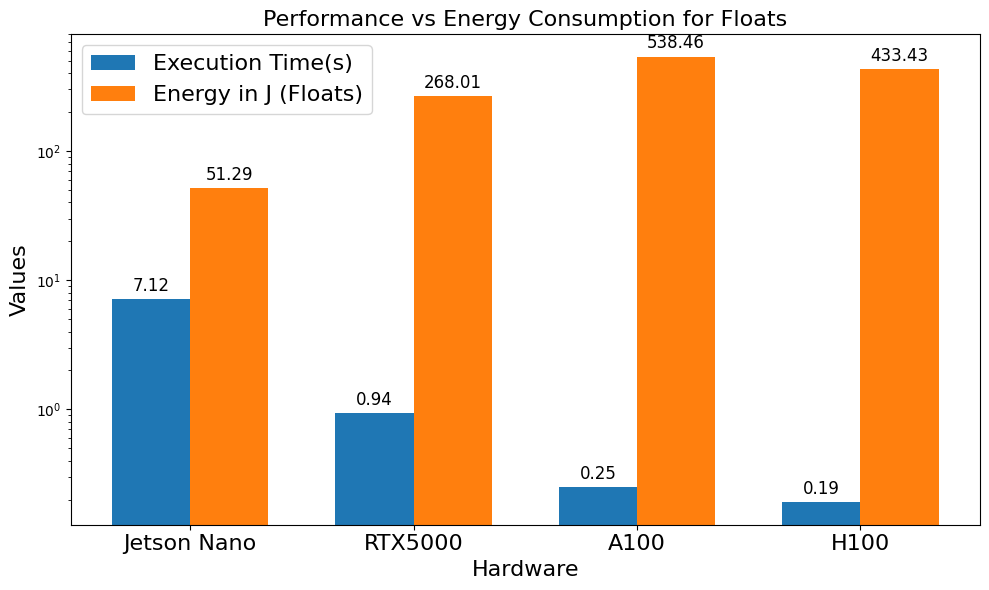 Performance vs Energy Consumption for Floats
Execution Time(s)
Energy in J (Floats)
538.46
433.43
268.01
51.29
7.12
0.94
0.25
0.19
10²
10¹
10⁰
Values
Jetson Nano
RTX5000
A100
H100
Hardware